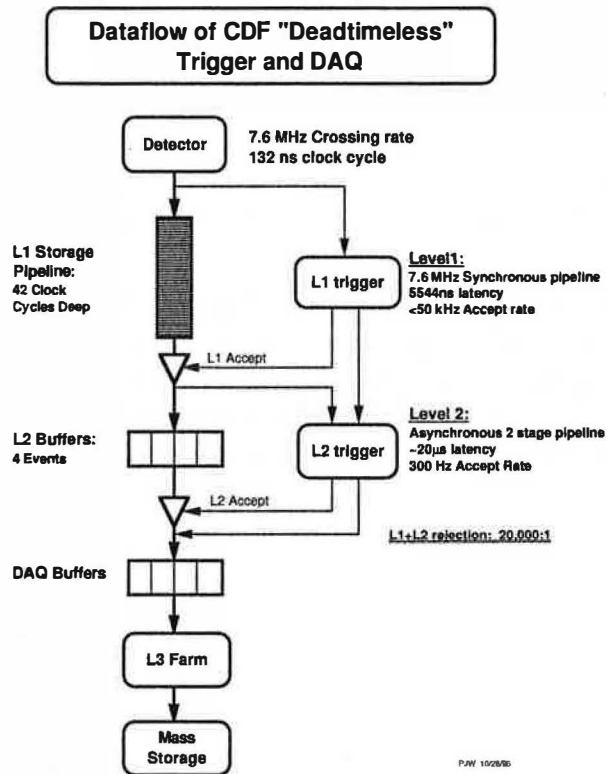 Dataflow of CDF "Deadtimeless"
Trigger and DAQ
Detector
7.6 MHz Crossing rate
132 ns clock cycle
L1 Storage
Pipeline:
42 Clock
Cycles Deep
L1 trigger
Level1:
7.6 MHz Synchronous pipeline
5544ns latency
<50 kHz Accept rate
L1 Accept
L2 Buffers:
4 Events
L2 trigger
Level 2:
Asynchronous 2 stage pipeline
~20µs latency
300 Hz Accept Rate
L2 Accept
L1+L2 rejection: 20,000:1
DAQ Buffers
L3 Farm
Mass
Storage
PJW